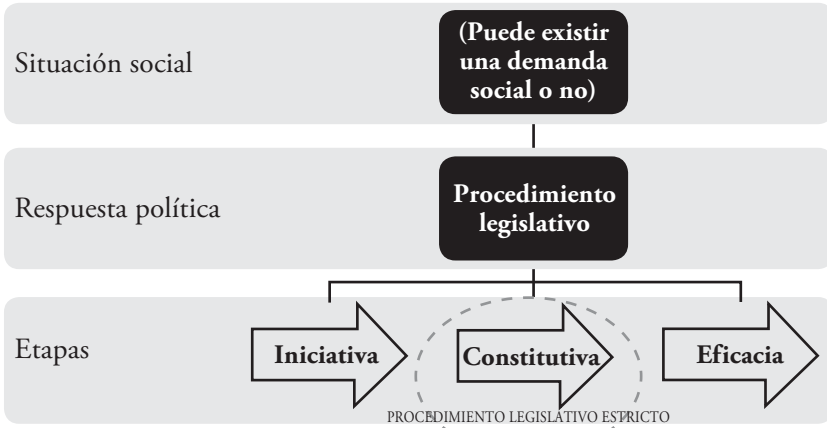 Situación social
(Puede existir
una demanda
social o no)
Respuesta política
Procedimiento
legislativo
Etapas
Iniciativa
Constitutiva
Eficacia
PROCEDIMIENTO LEGISLATIVO ESTRICTO